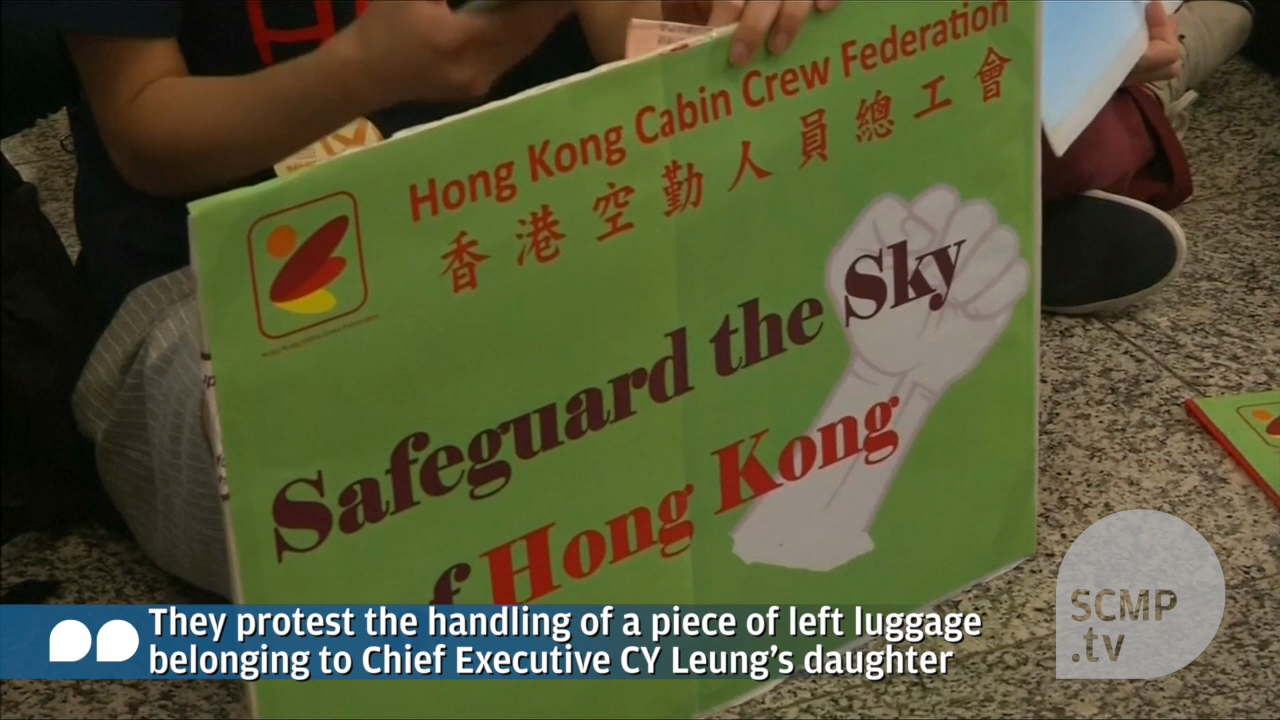 Hong Kong Cabin Crew Federation
香港空勤人員總工會
Safeguard the Sky
of Hong Kong
They protest the handling of a piece of left luggage
belonging to Chief Executive CY Leung's daughter
SCMP
.tv